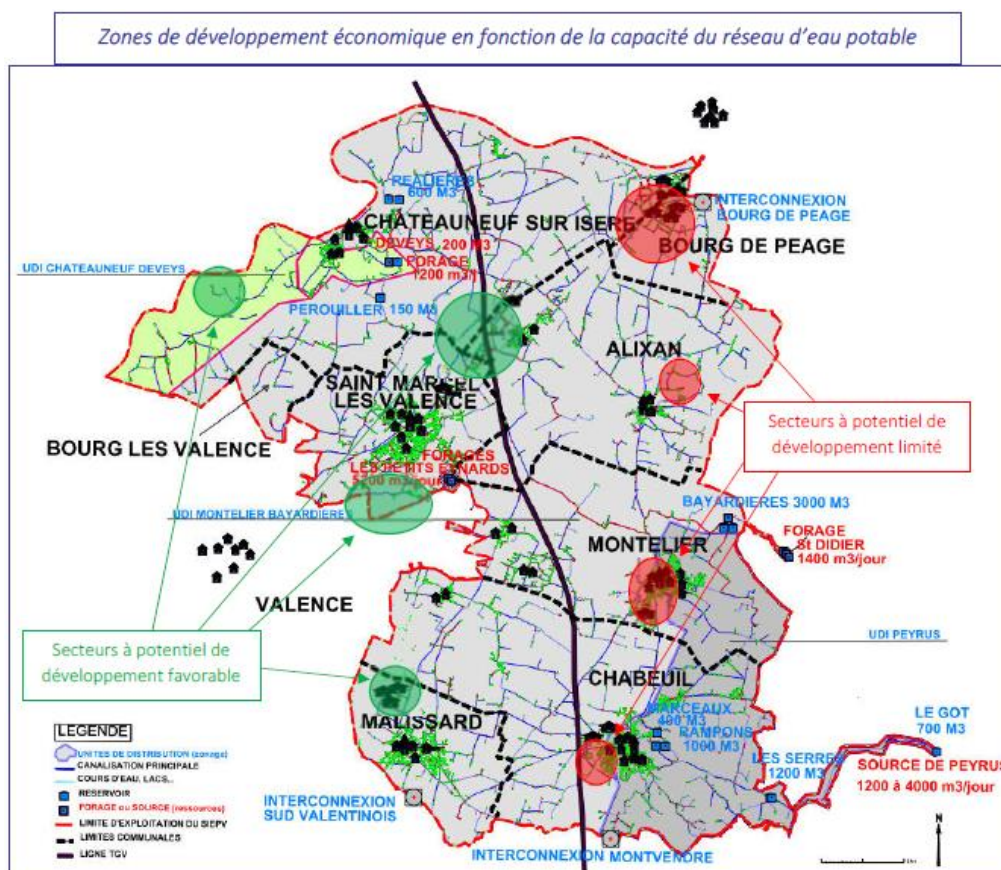 Zones de développement économique en fonction de la capacité du réseau d'eau potable
REALIERES
600 M3
CHATEAUNEUF SUR ISERE
DEVEYS 200 M3
FORAGE
INTERCONNEXION
BOURG DE PEAGE
BOURG DE PEAGE
UDI CHATEAUNEUF DEVEYS
PEROUILLER 150 M3
ALIXAN
SAINT MARCEL
LES VALENCE
BOURG LES VALENCE
Secteurs à potentiel de
développement limité
FORAGES
LES PETITS EYNARDS
BAYARDIERES 3000 M3
UDI MONTELIER BAYARDIERES
FORAGE
St DIDIER
1400 m3/jour
MONTELIER
VALENCE
UDI PEYRUS
Secteurs à potentiel de
développement favorable
CHABEUIL
MARCEAUX
400 M3
RAMPONS
1000 M3
MALISSARD
LE GOT
700 M3
LES SERRES
1200 M3
SOURCE DE PEYRUS
1200 à 4000 m3/jour
INTERCONNEXION
SUD VALENTINOIS
INTERCONNEXION MONTVENDRE
LEGENDE
UNITES DE DISTRIBUTION (zonage)
CANALISATION PRINCIPALE
COURS D'EAU, LACS...
RESERVOIR
FORAGE ou SOURCE (ressources)
LIMITE D'EXPLOITATION DU SIEPV
LIMITES COMMUNALES
LIGNE TGV
N